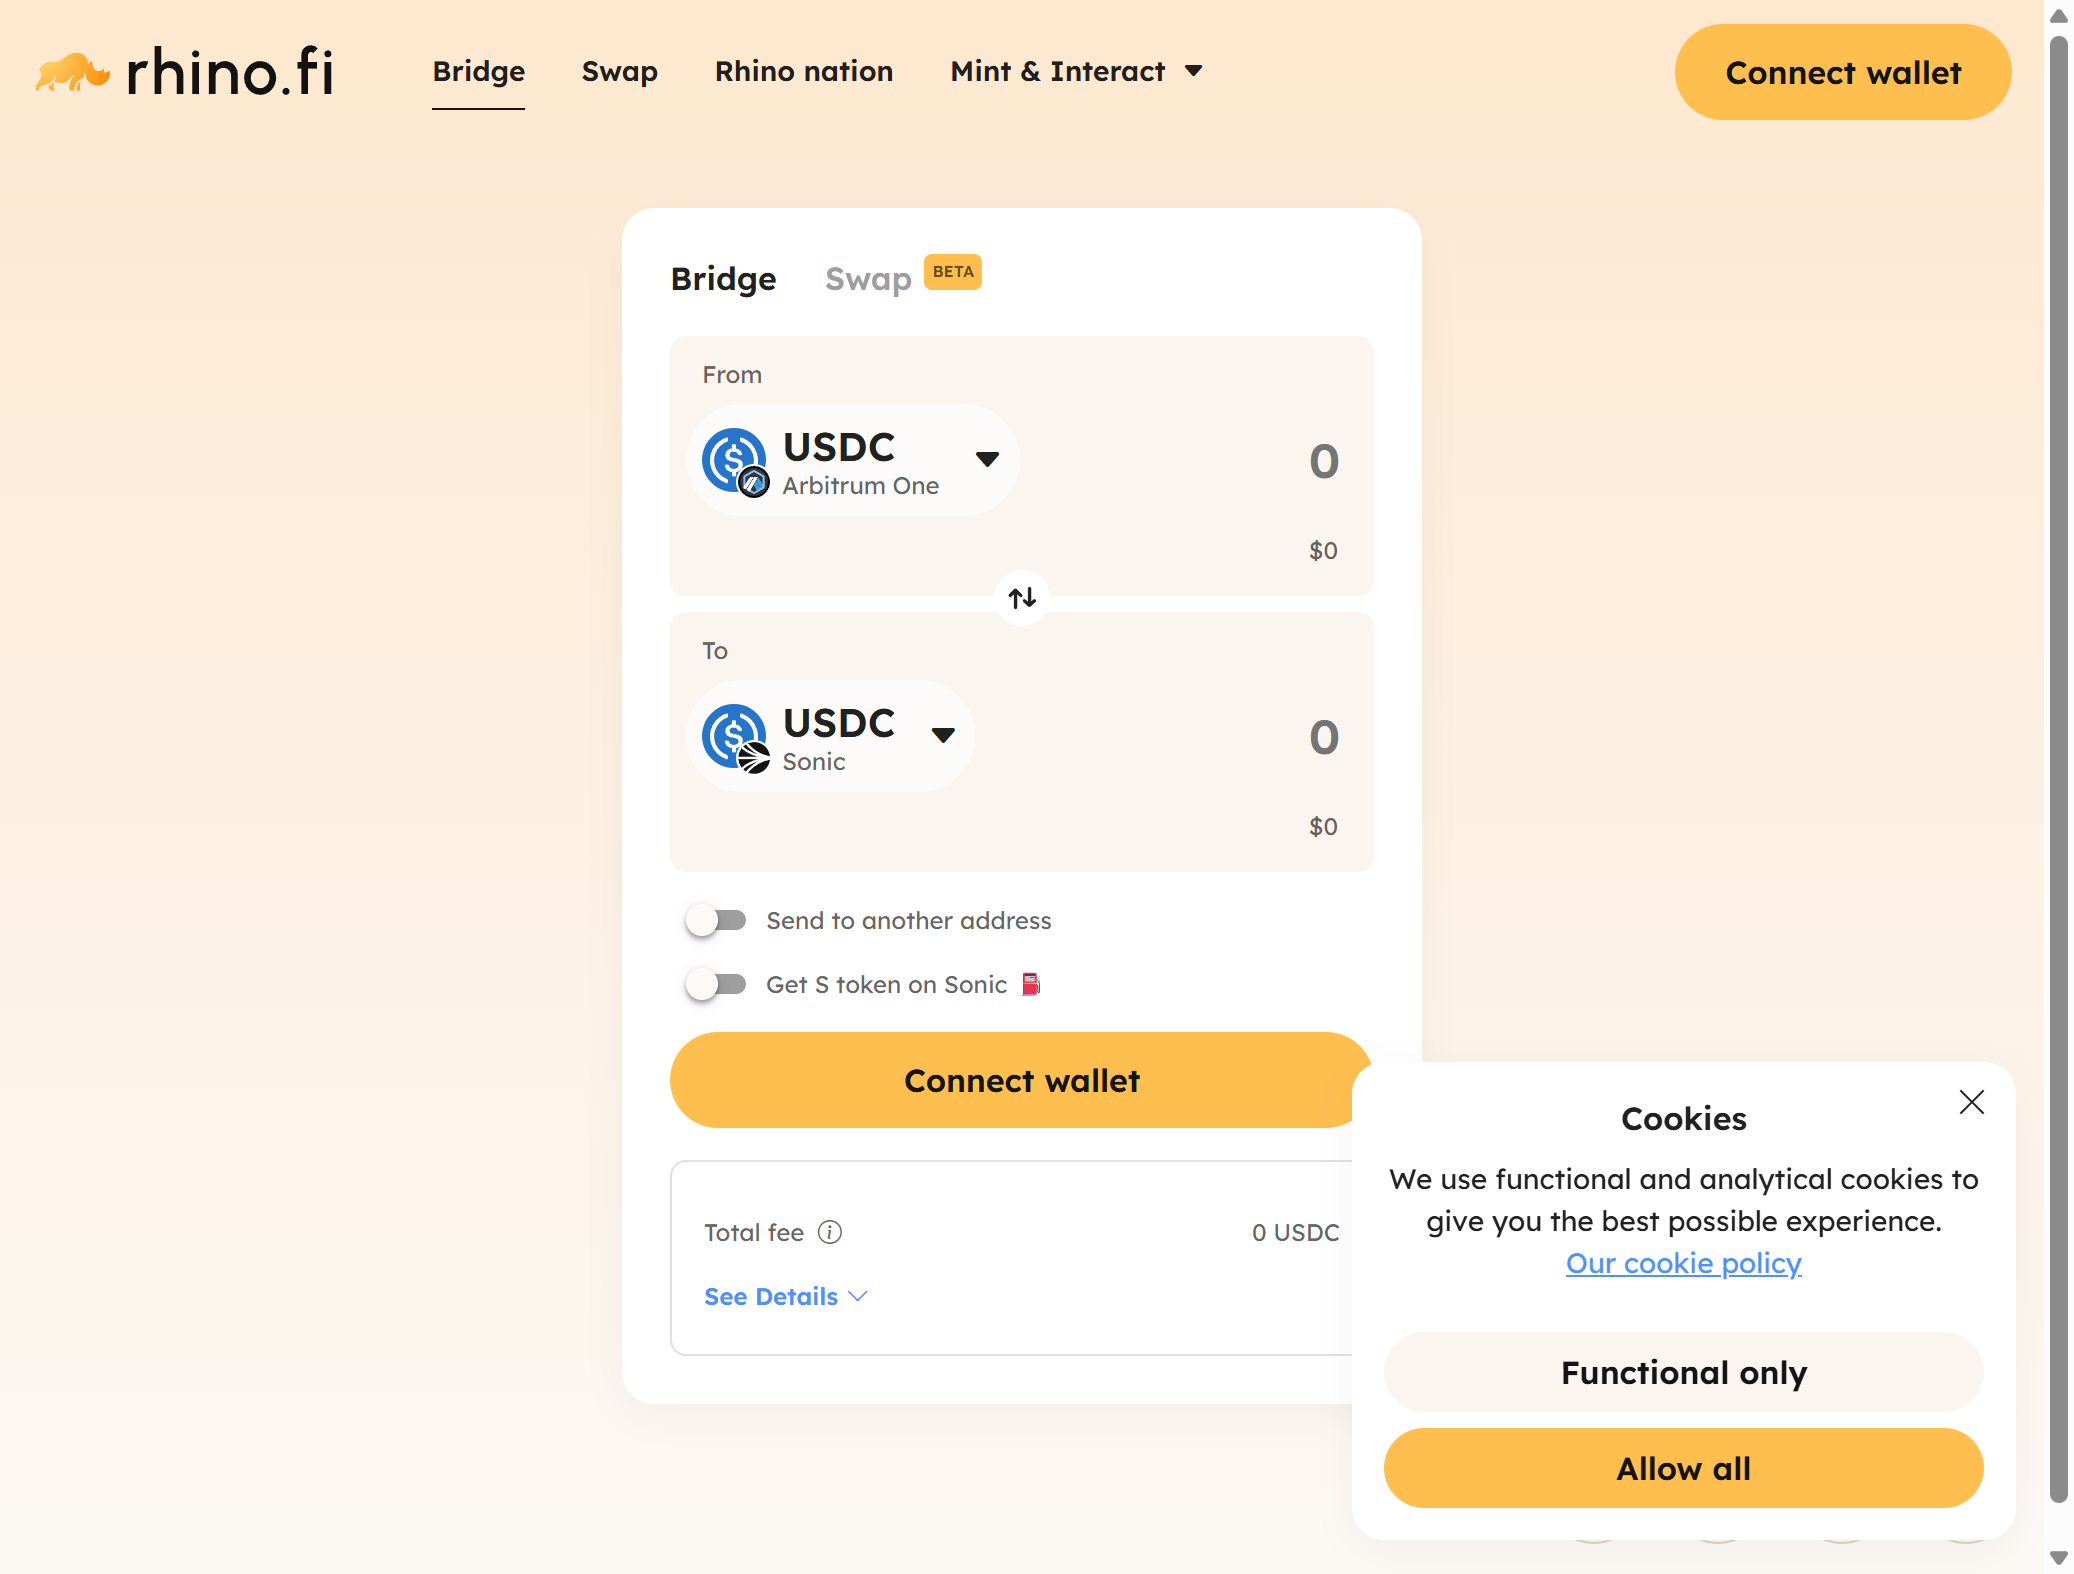 rhino.fi
Bridge
Swap
Rhino nation
Mint & Interact
Connect wallet
Bridge
Swap
BETA
From
USDC
Arbitrum One
0
$0
To
USDC
Sonic
0
$0
Send to another address
Get S token on Sonic
Connect wallet
Total fee
0 USDC
See Details
Cookies
We use functional and analytical cookies to
give you the best possible experience.
Our cookie policy
Functional only
Allow all